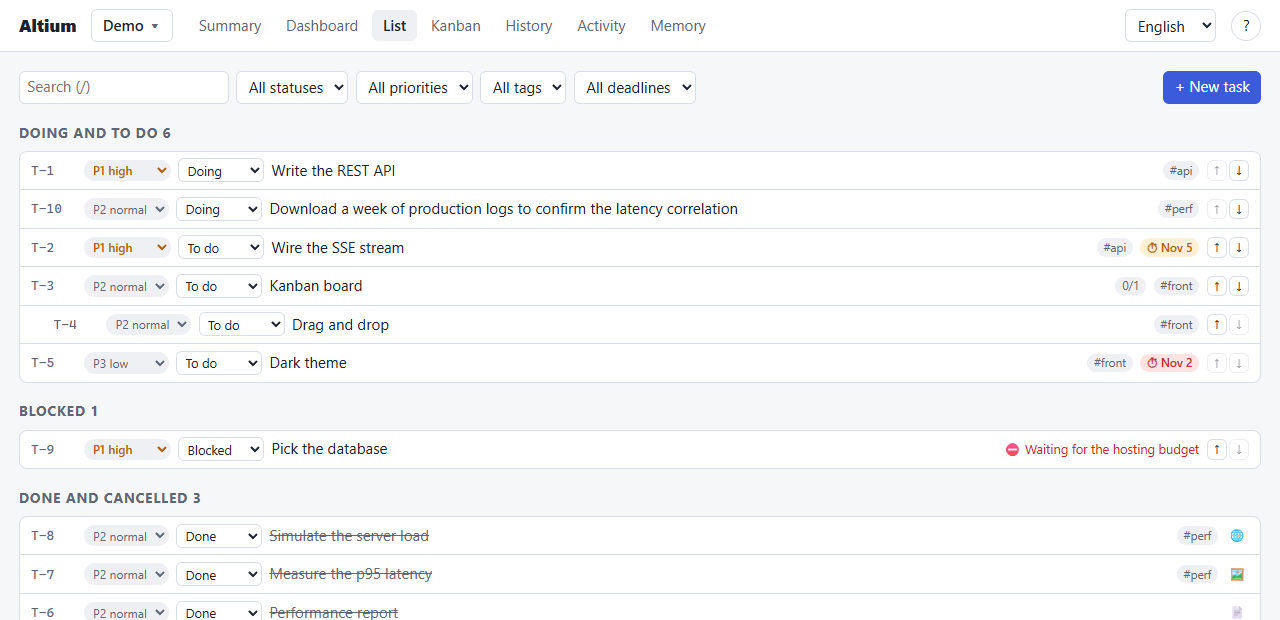 Altium Demo Summary Dashboard List Kanban History Activity Memory English ?
Search (/) All statuses All priorities All tags All deadlines + New task
DOING AND TO DO 6
T-1 P1 high Doing Write the REST API #api ↑ ↓
T-10 P2 normal Doing Download a week of production logs to confirm the latency correlation #perf ↑ ↓
T-2 P1 high To do Wire the SSE stream #api ⏱ Nov 5 ↑ ↓
T-3 P2 normal To do Kanban board 0/1 #front ↑ ↓
T-4 P2 normal To do Drag and drop #front ↑ ↓
T-5 P3 low To do Dark theme #front ⏱ Nov 2 ↑ ↓
BLOCKED 1
T-9 P1 high Blocked Pick the database ⛔ Waiting for the hosting budget ↑ ↓
DONE AND CANCELLED 3
T-8 P2 normal Done Simulate the server load #perf
T-7 P2 normal Done Measure the p95 latency #perf
T-6 P2 normal Done Performance report